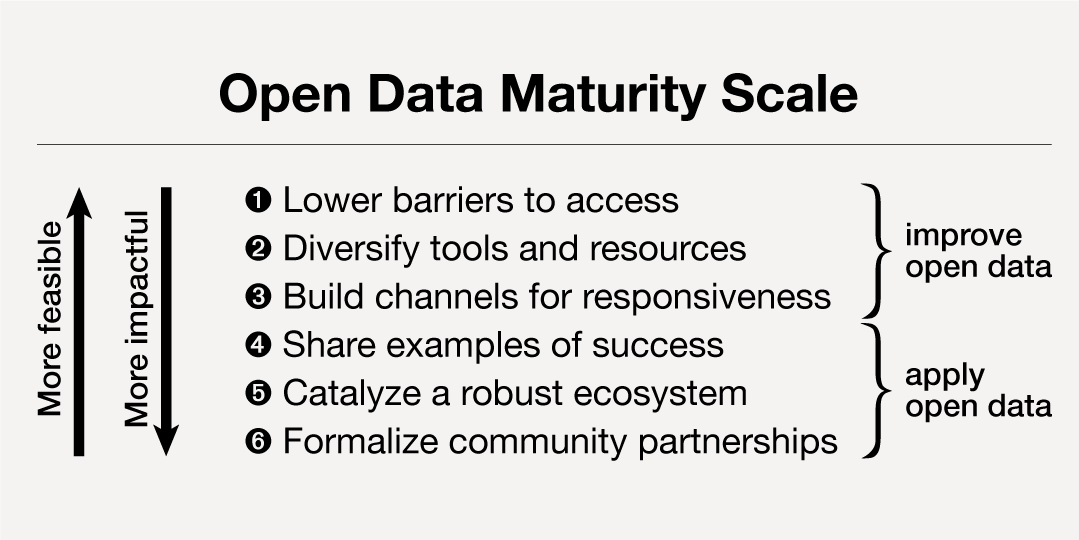 Open Data Maturity Scale
More feasible
More impactful
❶ Lower barriers to access
❷ Diversify tools and resources
❸ Build channels for responsiveness
❹ Share examples of success
❺ Catalyze a robust ecosystem
❻ Formalize community partnerships
improve
open data
apply
open data